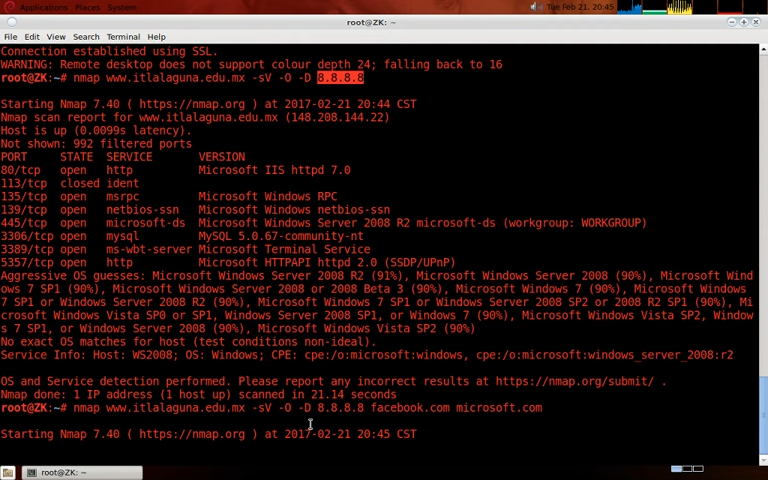 Applications Places System
Tue Feb 21, 20:45
root@ZK: ~
File Edit View Search Terminal Help
Connection established using SSL.
WARNING: Remote desktop does not support colour depth 24; falling back to 16
root@ZK:~# nmap www.itlalaguna.edu.mx -sV -O -D 8.8.8.8
Starting Nmap 7.40 ( https://nmap.org ) at 2017-02-21 20:44 CST
Nmap scan report for www.itlalaguna.edu.mx (148.208.144.22)
Host is up (0.0099s latency).
Not shown: 992 filtered ports
PORT STATE SERVICE VERSION
80/tcp open http Microsoft IIS httpd 7.0
113/tcp closed ident
135/tcp open msrpc Microsoft Windows RPC
139/tcp open netbios-ssn Microsoft Windows netbios-ssn
445/tcp open microsoft-ds Microsoft Windows Server 2008 R2 microsoft-ds (workgroup: WORKGROUP)
3306/tcp open mysql MySQL 5.0.67-community-nt
3389/tcp open ms-wbt-server Microsoft Terminal Service
5357/tcp open http Microsoft HTTPAPI httpd 2.0 (SSDP/UPnP)
Aggressive OS guesses: Microsoft Windows Server 2008 R2 (91%), Microsoft Windows Server 2008 (90%), Microsoft Wind
ows 7 SP1 (90%), Microsoft Windows Server 2008 or 2008 Beta 3 (90%), Microsoft Windows 7 (90%), Microsoft Windows
7 SP1 or Windows Server 2008 R2 (90%), Microsoft Windows 7 SP1 or Windows Server 2008 SP2 or 2008 R2 SP1 (90%), Mi
crosoft Windows Vista SP0 or SP1, Windows Server 2008 SP1, or Windows 7 (90%), Microsoft Windows Vista SP2, Window
s 7 SP1, or Windows Server 2008 (90%), Microsoft Windows Vista SP2 (90%)
No exact OS matches for host (test conditions non-ideal).
Service Info: Host: WS2008; OS: Windows; CPE: cpe:/o:microsoft:windows, cpe:/o:microsoft:windows_server_2008:r2
OS and Service detection performed. Please report any incorrect results at https://nmap.org/submit/ .
Nmap done: 1 IP address (1 host up) scanned in 21.14 seconds
root@ZK:~# nmap www.itlalaguna.edu.mx -sV -O -D 8.8.8.8 facebook.com microsoft.com
Starting Nmap 7.40 ( https://nmap.org ) at 2017-02-21 20:45 CST
root@ZK: ~